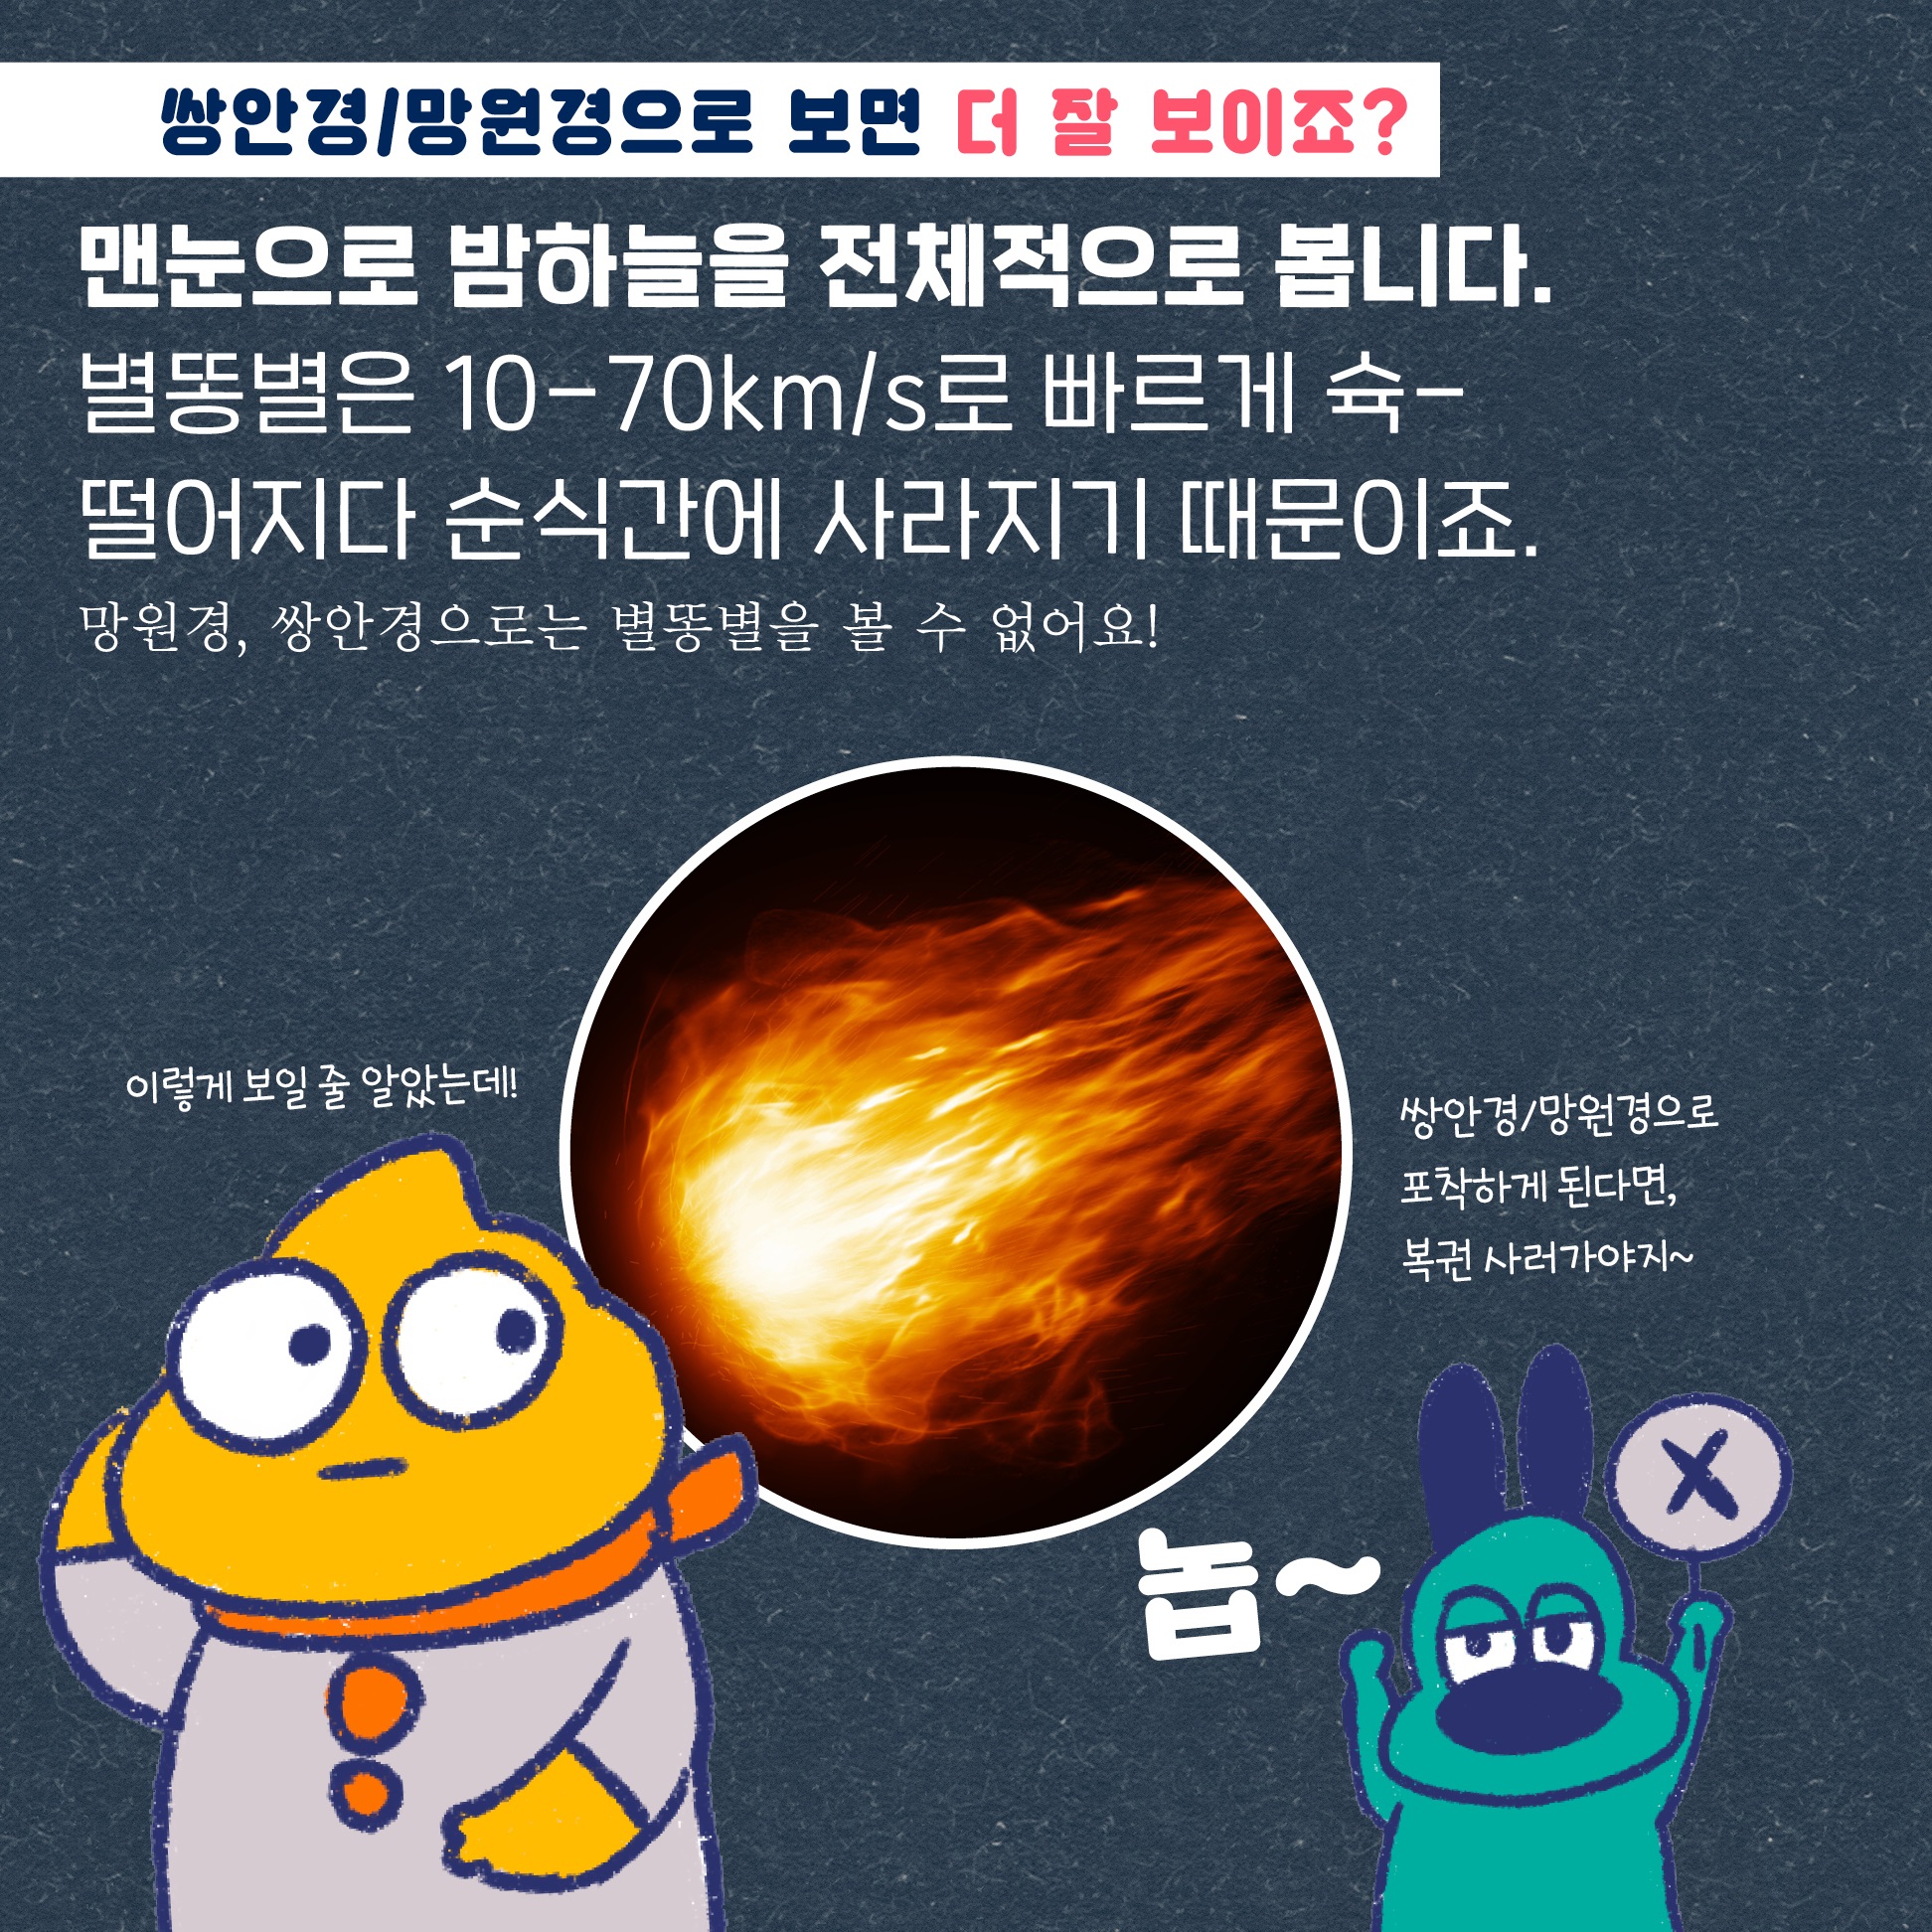 쌍안경/망원경으로 보면 더 잘 보이죠?
맨눈으로 밤하늘을 전체적으로 봅니다.
별똥별은 10-70km/s로 빠르게 슉-
떨어지다 순식간에 사라지기 때문이죠.
망원경, 쌍안경으로는 별똥별을 볼 수 없어요!
이렇게 보일 줄 알았는데!
쌍안경/망원경으로
포착하게 된다면,
복권 사러가야지~
놉~
X